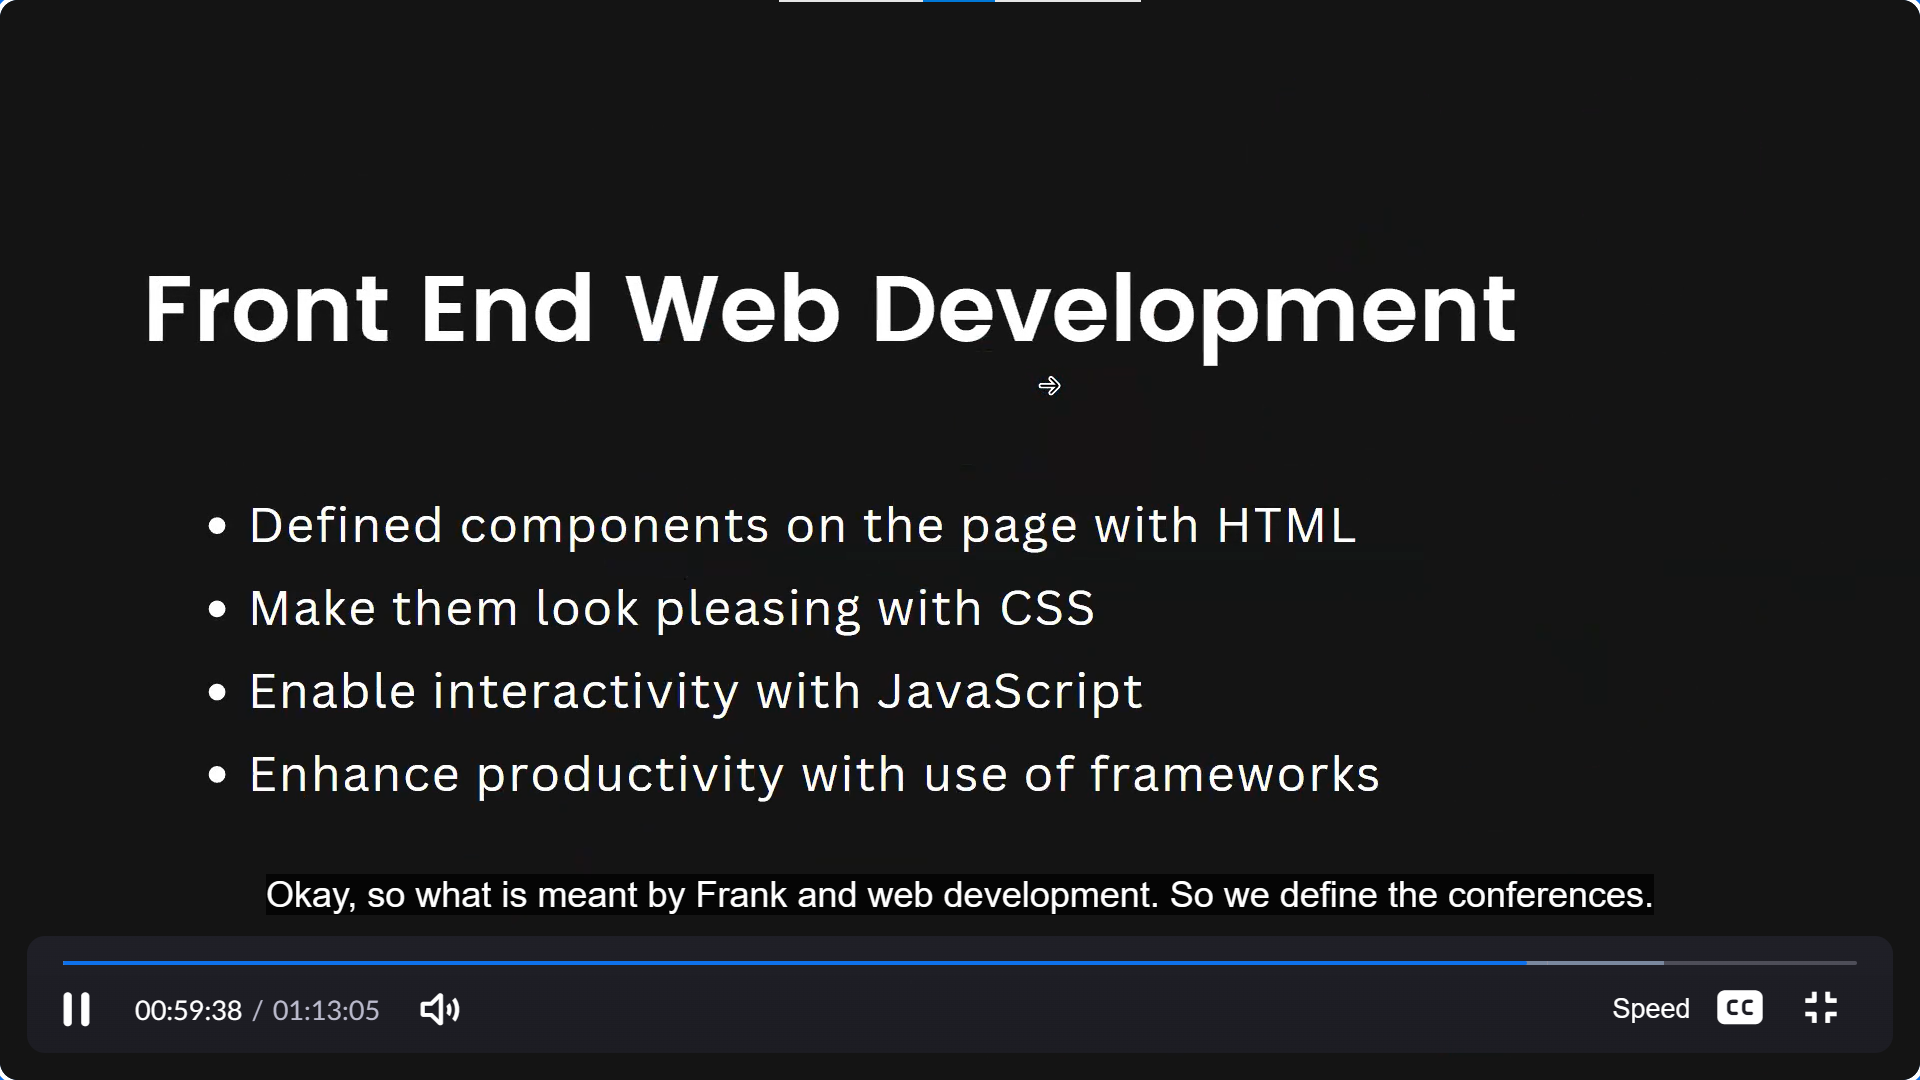 Front End Web Development
• Defined components on the page with HTML
• Make them look pleasing with CSS
• Enable interactivity with JavaScript
• Enhance productivity with use of frameworks
Okay, so what is meant by Frank and web development. So we define the conferences.
00:59:38 / 01:13:05
Speed
CC